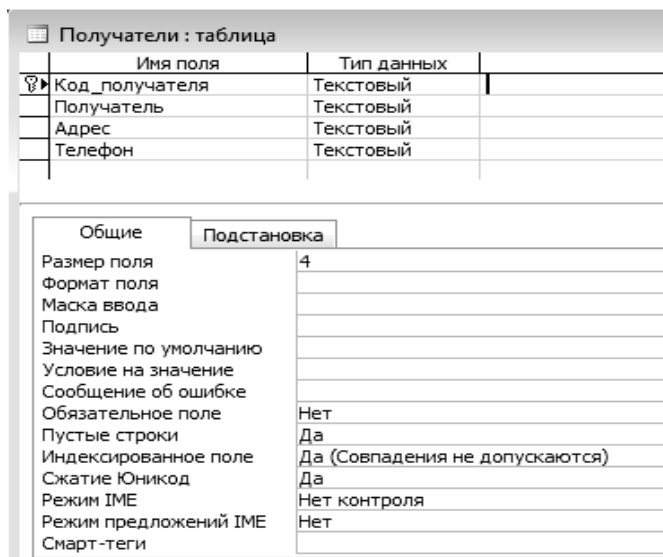 Получатели : таблица
Имя поля Тип данных
Код_получателя Текстовый
Получатель Текстовый
Адрес Текстовый
Телефон Текстовый
Общие Подстановка
Размер поля 4
Формат поля
Маска ввода
Подпись
Значение по умолчанию
Условие на значение
Сообщение об ошибке
Обязательное поле Нет
Пустые строки Да
Индексированное поле Да (Совпадения не допускаются)
Сжатие Юникод Да
Режим IME Нет контроля
Режим предложений IME Нет
Смарт-теги